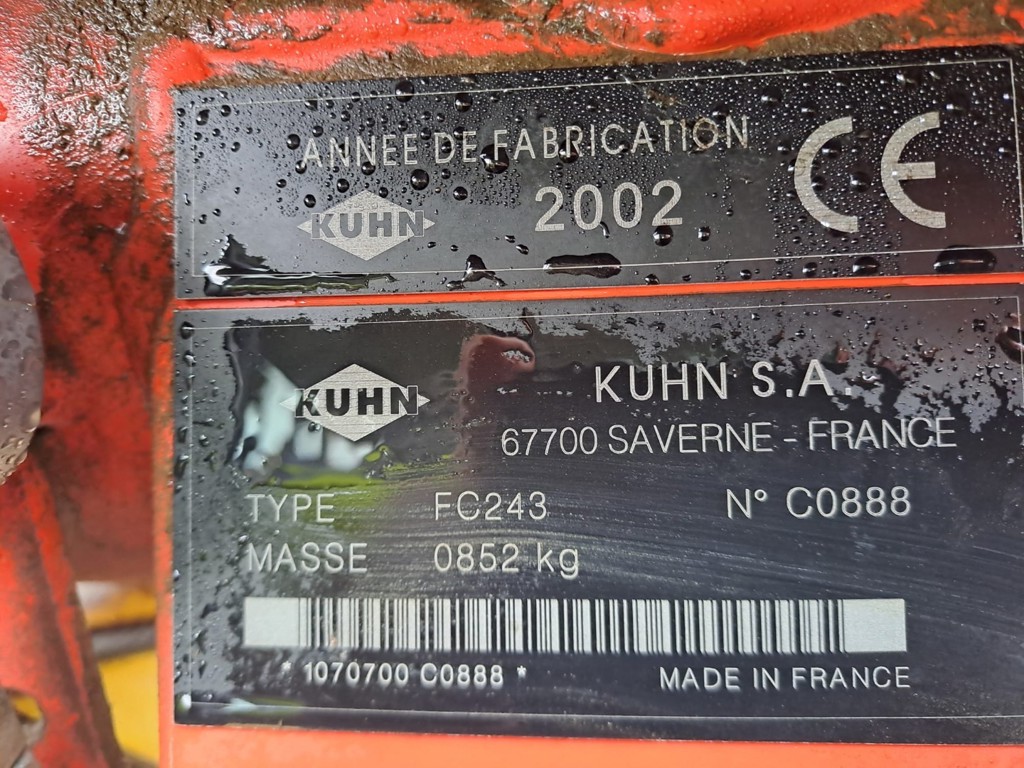 ANNEE DE FABRICATION
KUHN 2002 CE
KUHN
KUHN S.A.
67700 SAVERNE - FRANCE
TYPE FC243 N° C0888
MASSE 0852 kg
* 1070700 C0888 * MADE IN FRANCE